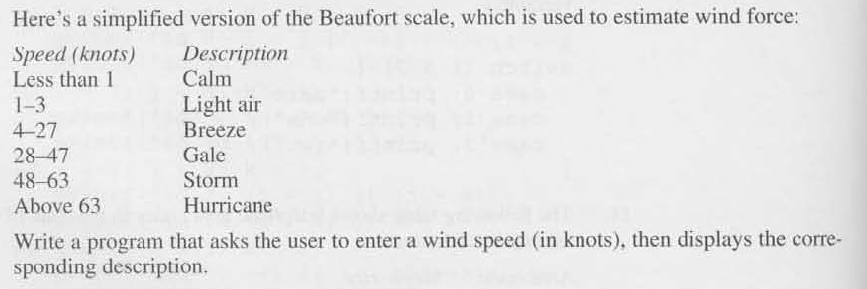 Here's a simplified version of the Beaufort scale, which is used to estimate wind force:
Speed (knots) Description
Less than 1 Calm
1–3 Light air
4–27 Breeze
28–47 Gale
48–63 Storm
Above 63 Hurricane
Write a program that asks the user to enter a wind speed (in knots), then displays the corre-
sponding description.